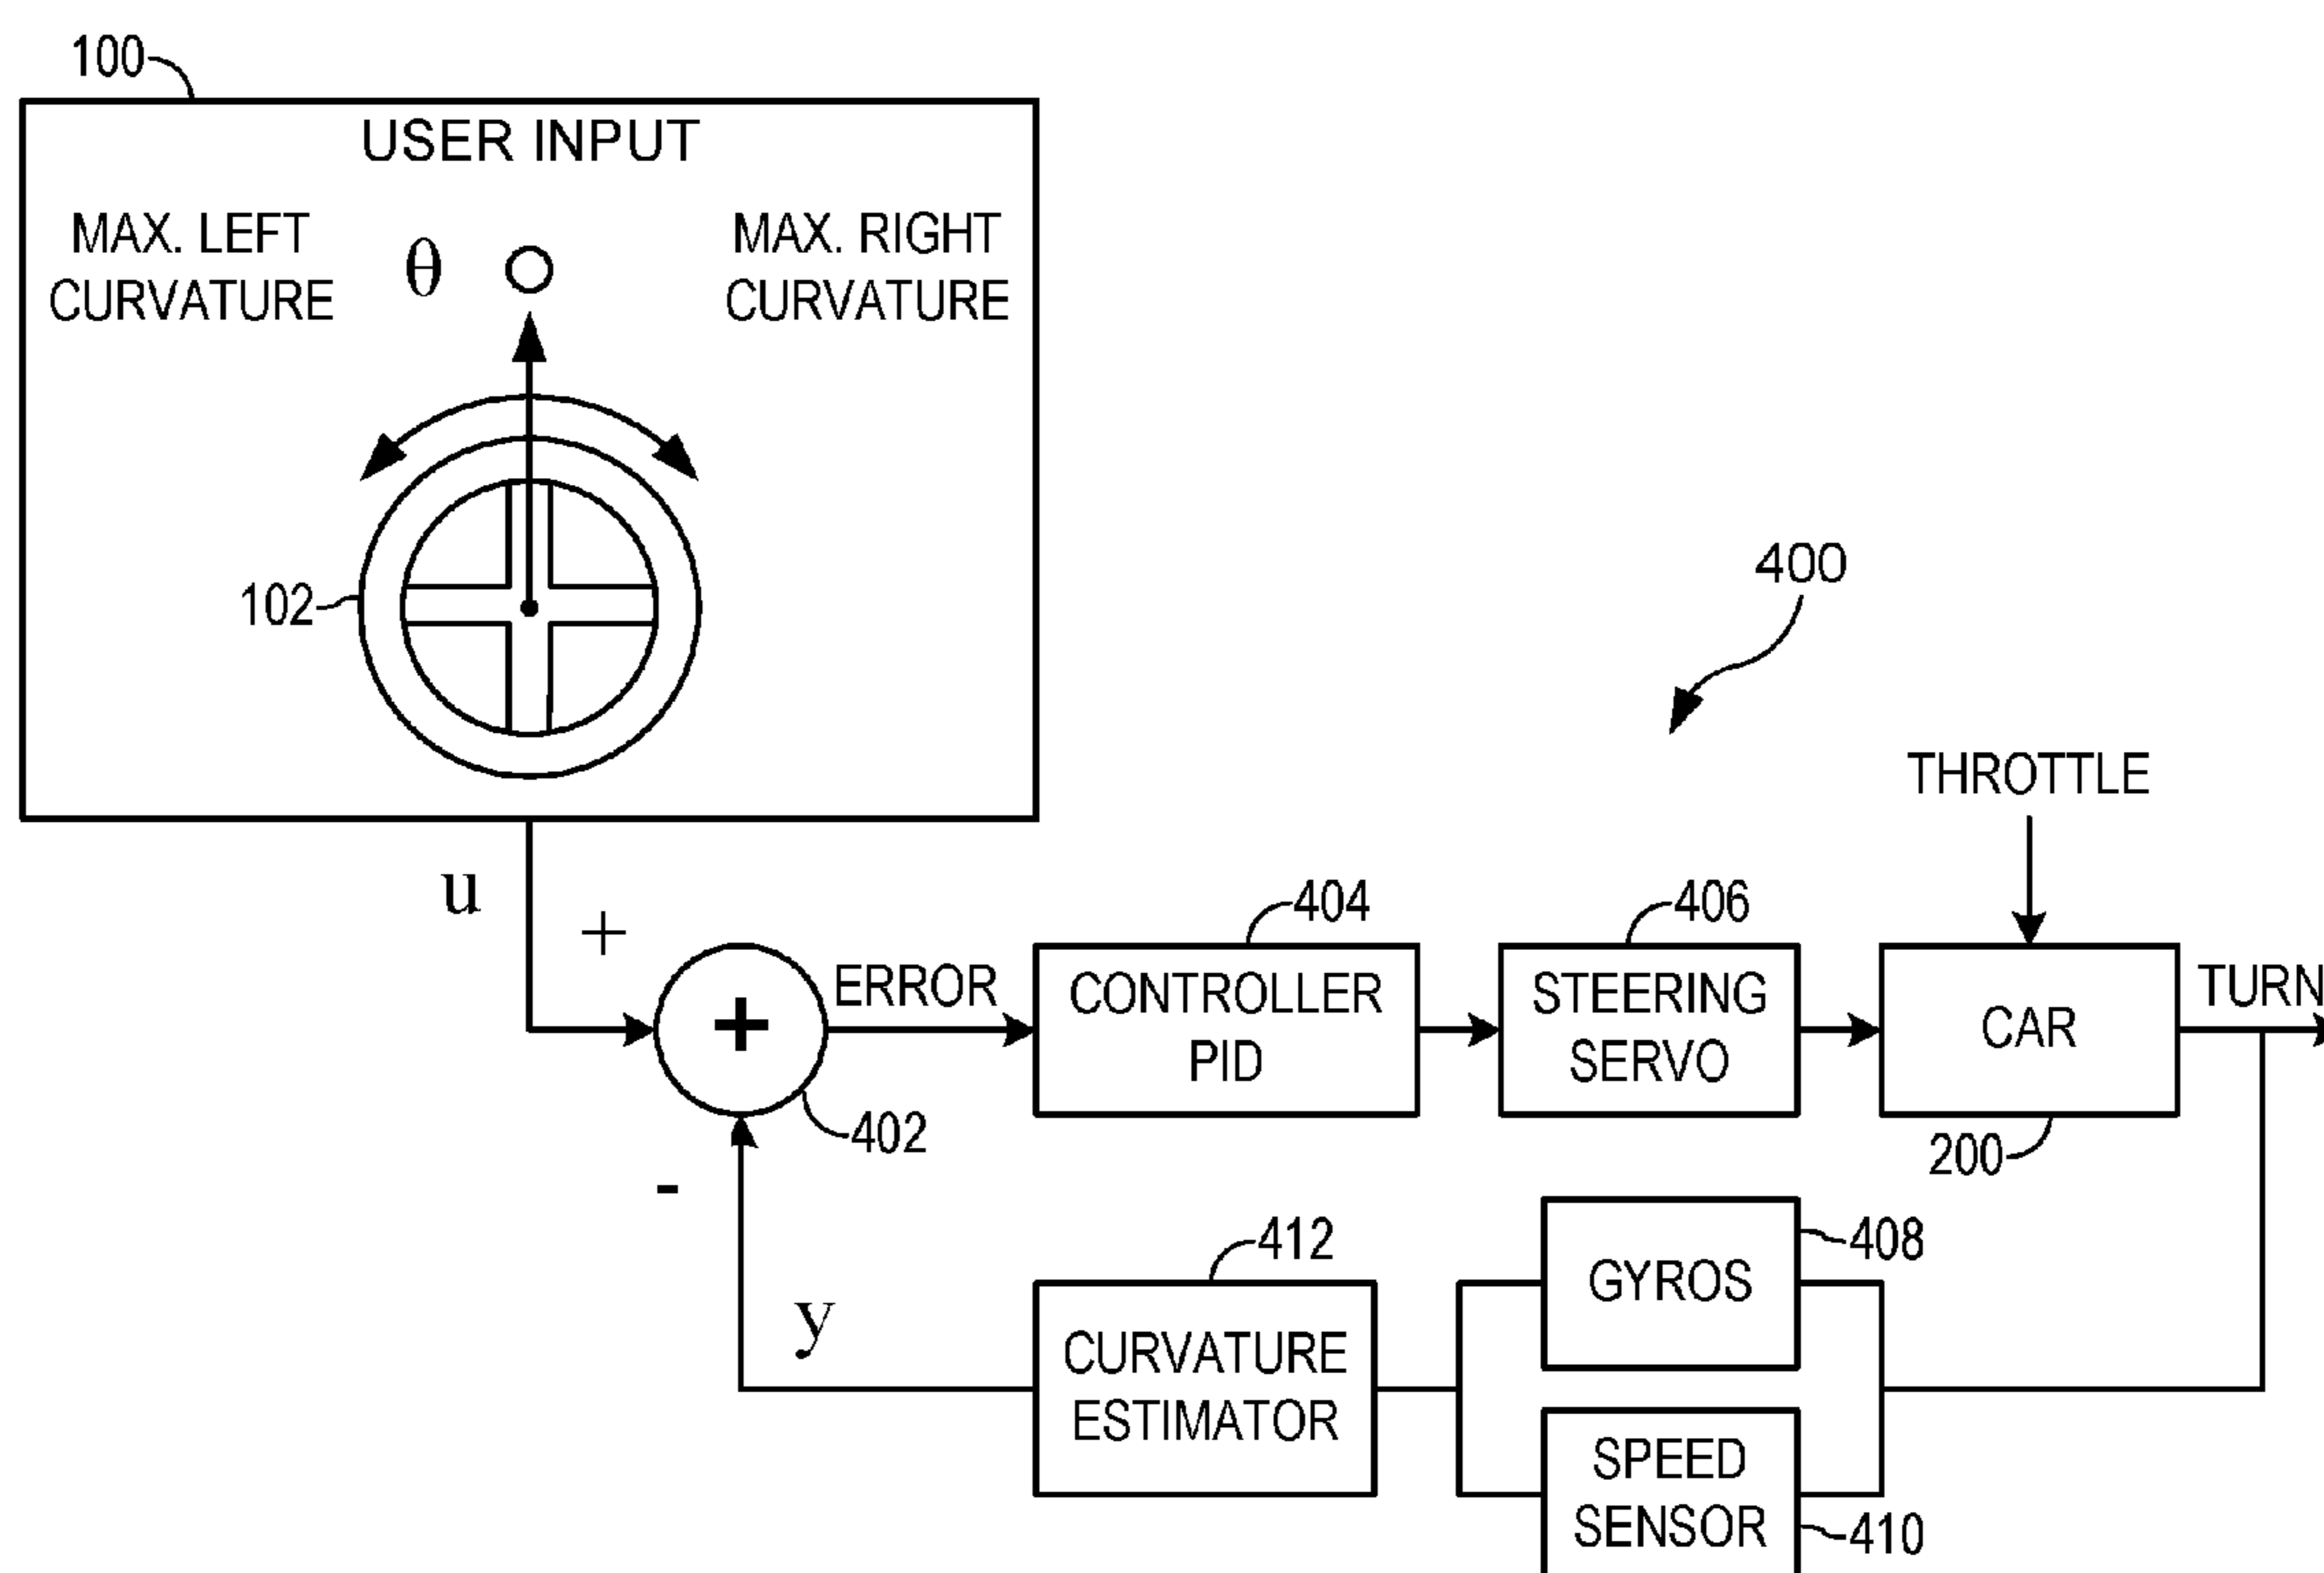 100
USER INPUT
MAX. LEFT
CURVATURE
θ
MAX. RIGHT
CURVATURE
102
400
THROTTLE
u
+
404
406
+
ERROR
CONTROLLER
PID
STEERING
SERVO
CAR
TURN
402
200
-
412
408
GYROS
y
CURVATURE
ESTIMATOR
SPEED
SENSOR
410